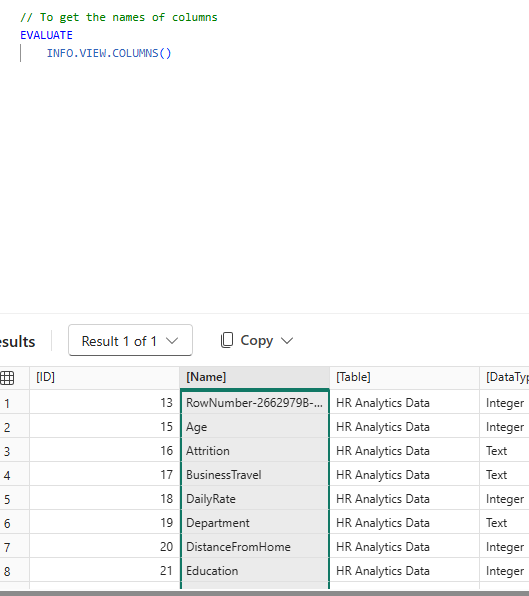 // To get the names of columns
EVALUATE
INFO.VIEW.COLUMNS()
esults Result 1 of 1 Copy
[ID] [Name] [Table] [DataTyp
1 13 RowNumber-2662979B-... HR Analytics Data Integer
2 15 Age HR Analytics Data Integer
3 16 Attrition HR Analytics Data Text
4 17 BusinessTravel HR Analytics Data Text
5 18 DailyRate HR Analytics Data Integer
6 19 Department HR Analytics Data Text
7 20 DistanceFromHome HR Analytics Data Integer
8 21 Education HR Analytics Data Integer